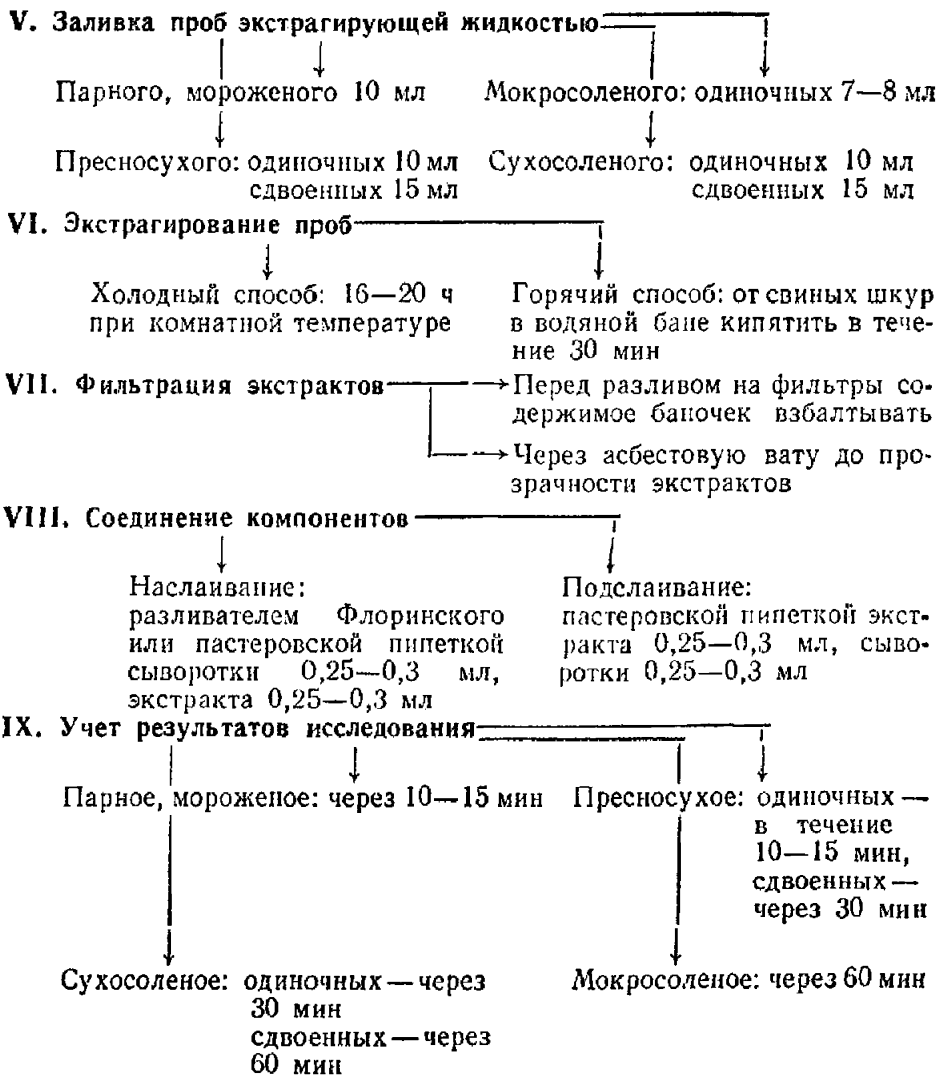 V. Заливка проб экстрагирующей жидкостью
Парного, мороженого 10 мл
Мокросоленого: одиночных 7—8 мл
Пресносухого: одиночных 10 мл
сдвоенных 15 мл
Сухосоленого: одиночных 10 мл
сдвоенных 15 мл
VI. Экстрагирование проб
Холодный способ: 16—20 ч
при комнатной температуре
Горячий способ: от свиных шкур
в водяной бане кипятить в тече-
ние 30 мин
VII. Фильтрация экстрактов
Перед разливом на фильтры со-
держимое баночек взбалтывать
Через асбестовую вату до про-
зрачности экстрактов
VIII. Соединение компонентов
Наслаивание:
разливателем Флоринского
или пастеровской пипеткой
сыворотки 0,25—0,3 мл,
экстракта 0,25—0,3 мл
Подслаивание:
пастеровской пипеткой экст-
ракта 0,25—0,3 мл, сыво-
ротки 0,25—0,3 мл
IX. Учет результатов исследования
Парное, мороженое: через 10—15 мин
Пресносухое: одиночных —
в течение
10—15 мин,
сдвоенных —
через 30 мин
Сухосоленое: одиночных — через
30 мин
сдвоенных — через
60 мин
Мокросоленое: через 60 мин